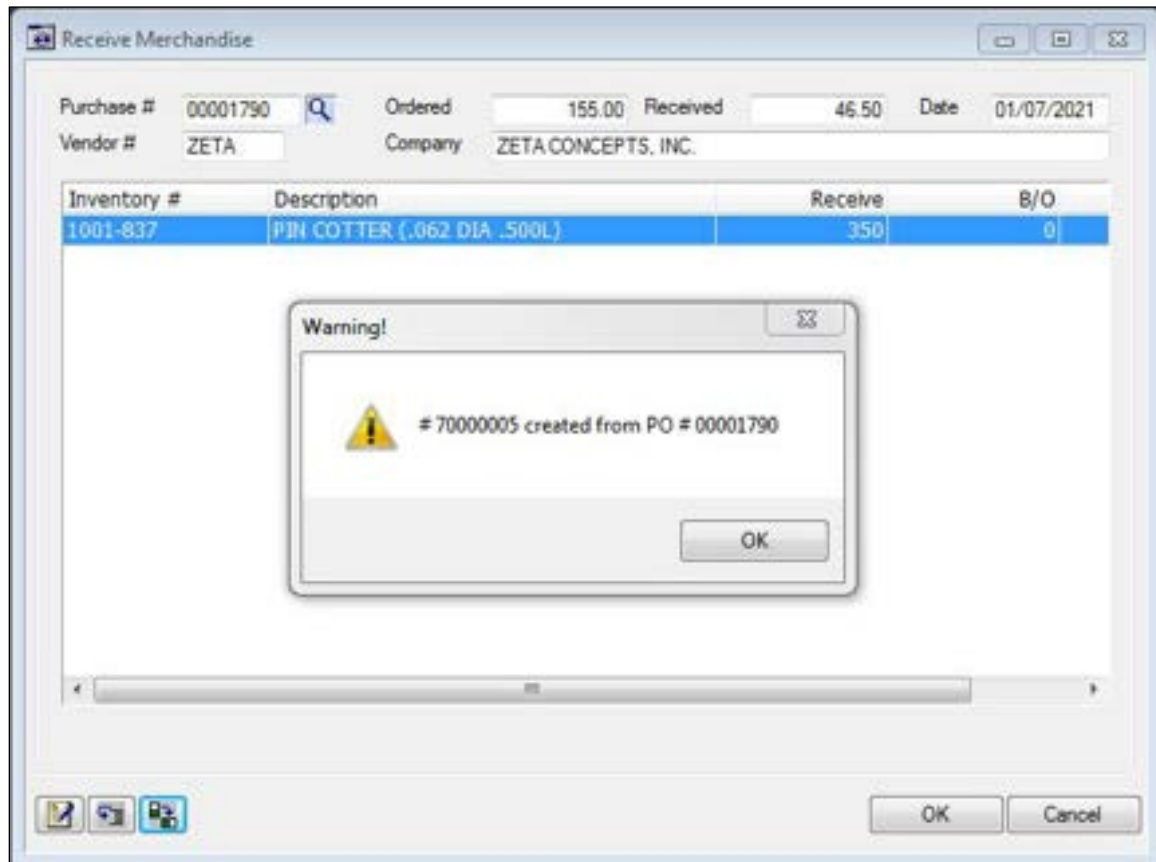 Receive Merchandise
Purchase # 00001790 Ordered 155.00 Received 46.50 Date 01/07/2021
Vendor # ZETA Company ZETA CONCEPTS, INC.
Inventory # Description Receive B/O
1001-837 PIN COTTER (.062 DIA .500L) 350 0
Warning!
# 70000005 created from PO # 00001790
OK
OK Cancel